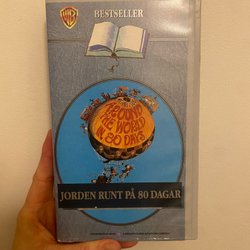 WB
BESTSELLER
AROUND
THE WORLD
IN 80 DAYS
JORDEN RUNT PÅ 80 DAGAR